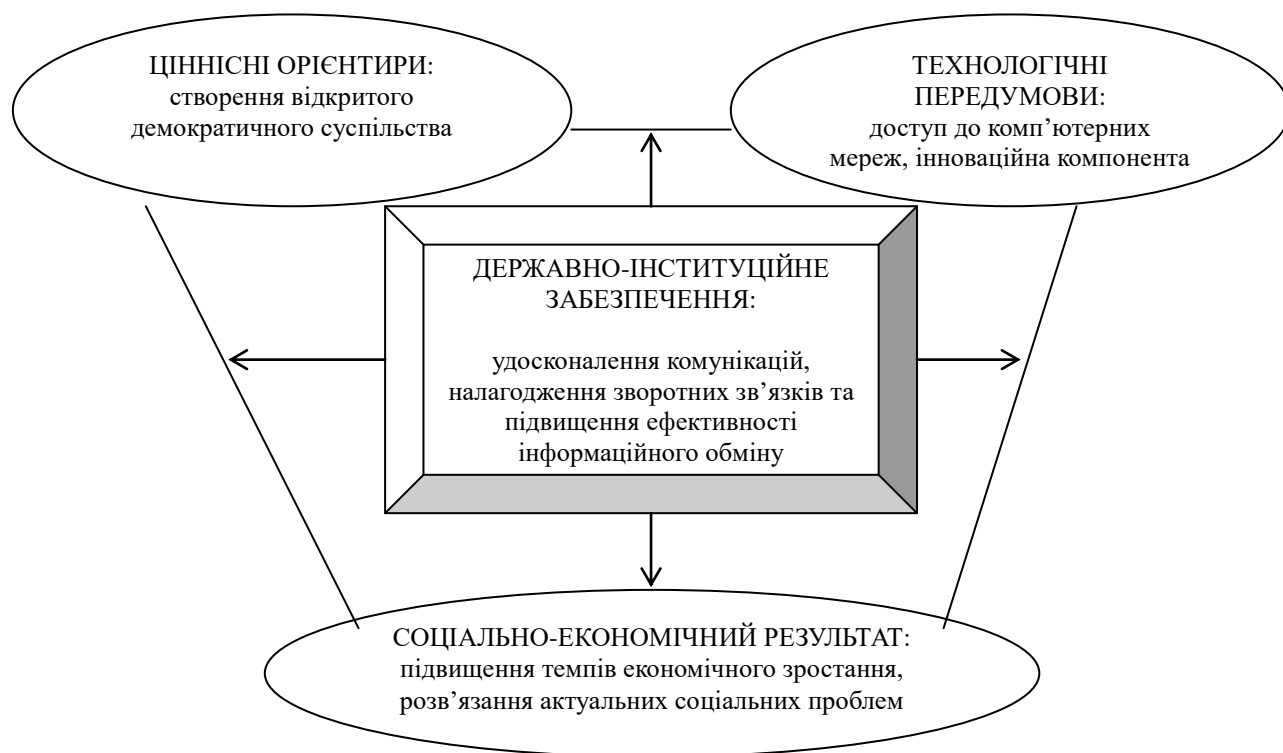 ЦІННІСНІ ОРІЄНТИРИ:
створення відкритого
демократичного суспільства
ТЕХНОЛОГІЧНІ
ПЕРЕДУМОВИ:
доступ до комп’ютерних
мереж, інноваційна компонента
ДЕРЖАВНО-ІНСТИТУЦІЙНЕ
ЗАБЕЗПЕЧЕННЯ:
удосконалення комунікацій,
налагодження зворотних зв’язків та
підвищення ефективності
інформаційного обміну
СОЦІАЛЬНО-ЕКОНОМІЧНИЙ РЕЗУЛЬТАТ:
підвищення темпів економічного зростання,
розв’язання актуальних соціальних проблем